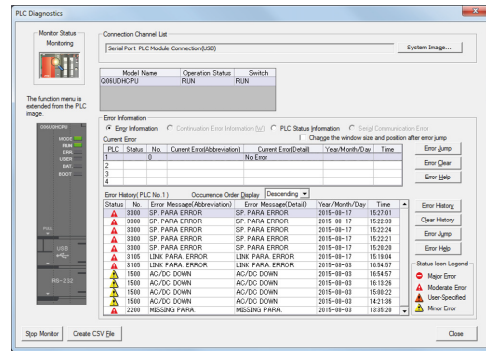 PLC Diagnostics
Monitor Status
Monitoring
Connection Channel List
Serial Port PLC Module Connection(USB)
System Image...
Model Name Operation Status Switch
Q06UDHCPU RUN RUN
The function menu is
extended from the PLC
image.
Q06UDHCPU
MODE
RUN
ERR.
USER
BAT.
BOOT
PULL
USB
RS-232
Error Information
Error Information Continuation Error Information(W) PLC Status Information Serial Communication Error
Current Error Change the window size and position after error jump
PLC Status No. Current Error(Abbreviation) Current Error(Detail) Year/Month/Day Time
1 0 No Error
2
3
4
Error Jump
Error Clear
Error Help
Error History( PLC No.1 ) Occurrence Order Display Descending
Status No. Error Message(Abbreviation) Error Message(Detail) Year/Month/Day Time
3300 SP. PARA ERROR SP. PARA ERROR 2015-08-17 15:27:01
3300 SP. PARA ERROR SP. PARA ERROR 2015-08-17
3300 SP. PARA ERROR SP. PARA ERROR 2015-08-17 15:22:24
3300 SP. PARA ERROR SP. PARA ERROR 2015-08-17 15:22:21
3300 SP. PARA ERROR SP. PARA ERROR 2015-08-17 15:20:28
3105 LINK PARA. ERROR LINK PARA. ERROR 2015-08-17 15:19:04
3105 LINK PARA. ERROR LINK PARA. ERROR
1500 AC/DC DOWN AC/DC DOWN 2015-08-03 16:54:57
1500 AC/DC DOWN AC/DC DOWN 2015-08-03 16:13:26
1500 AC/DC DOWN AC/DC DOWN 2015-08-03 15:08:22
1500 AC/DC DOWN AC/DC DOWN 2015-08-03 14:21:36
2200 MISSING PARA. MISSING PARA. 2015-08-03
Error History
Clear History
Error Jump
Error Help
Status Icon Legend
Major Error
Moderate Error
User-Specified
Minor Error
Stop Monitor
Create CSV File
Close